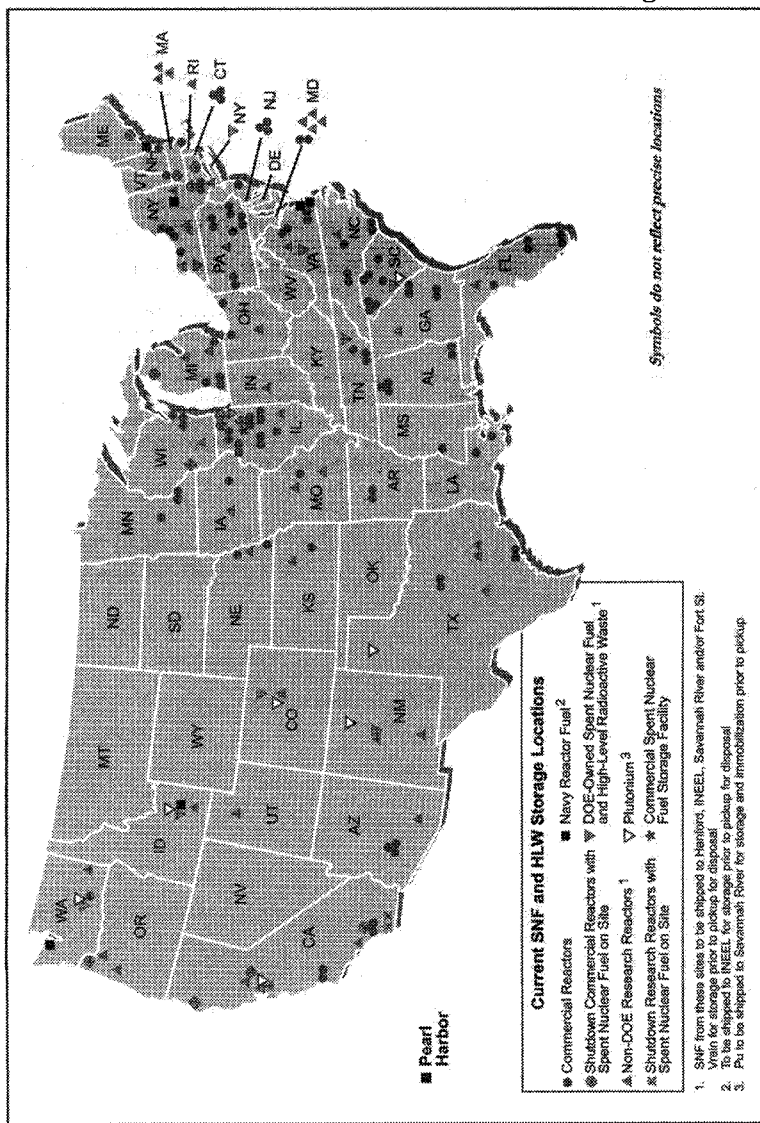 WA
OR
CA
NV
ID
MT
WY
UT
AZ
CO
NM
ND
SD
NE
KS
OK
TX
MN
IA
MO
AR
LA
WI
IL
MI
IN
OH
KY
TN
MS
AL
GA
FL
SC
NC
VA
WV
PA
NY
VT
NH
ME
MA
RI
CT
NY
NJ
DE
MD
Pearl
Harbor
Symbols do not reflect precise locations
Current SNF and HLW Storage Locations
Commercial Reactors
Shutdown Commercial Reactors with
Spent Nuclear Fuel on Site
Non-DOE Research Reactors 1
Shutdown Research Reactors with
Spent Nuclear Fuel on Site
Navy Reactor Fuel 2
DOE-Owned Spent Nuclear Fuel
and High-Level Radioactive Waste 1
Plutonium 3
Commercial Spent Nuclear
Fuel Storage Facility
1. SNF from these sites to be shipped to Hanford, INEEL, Savannah River and/or Fort St.
Vrain for storage prior to pickup for disposal
2. To be shipped to INEEL for storage prior to pickup for disposal
3. Pu to be shipped to Savannah River for storage and immobilization prior to pickup.